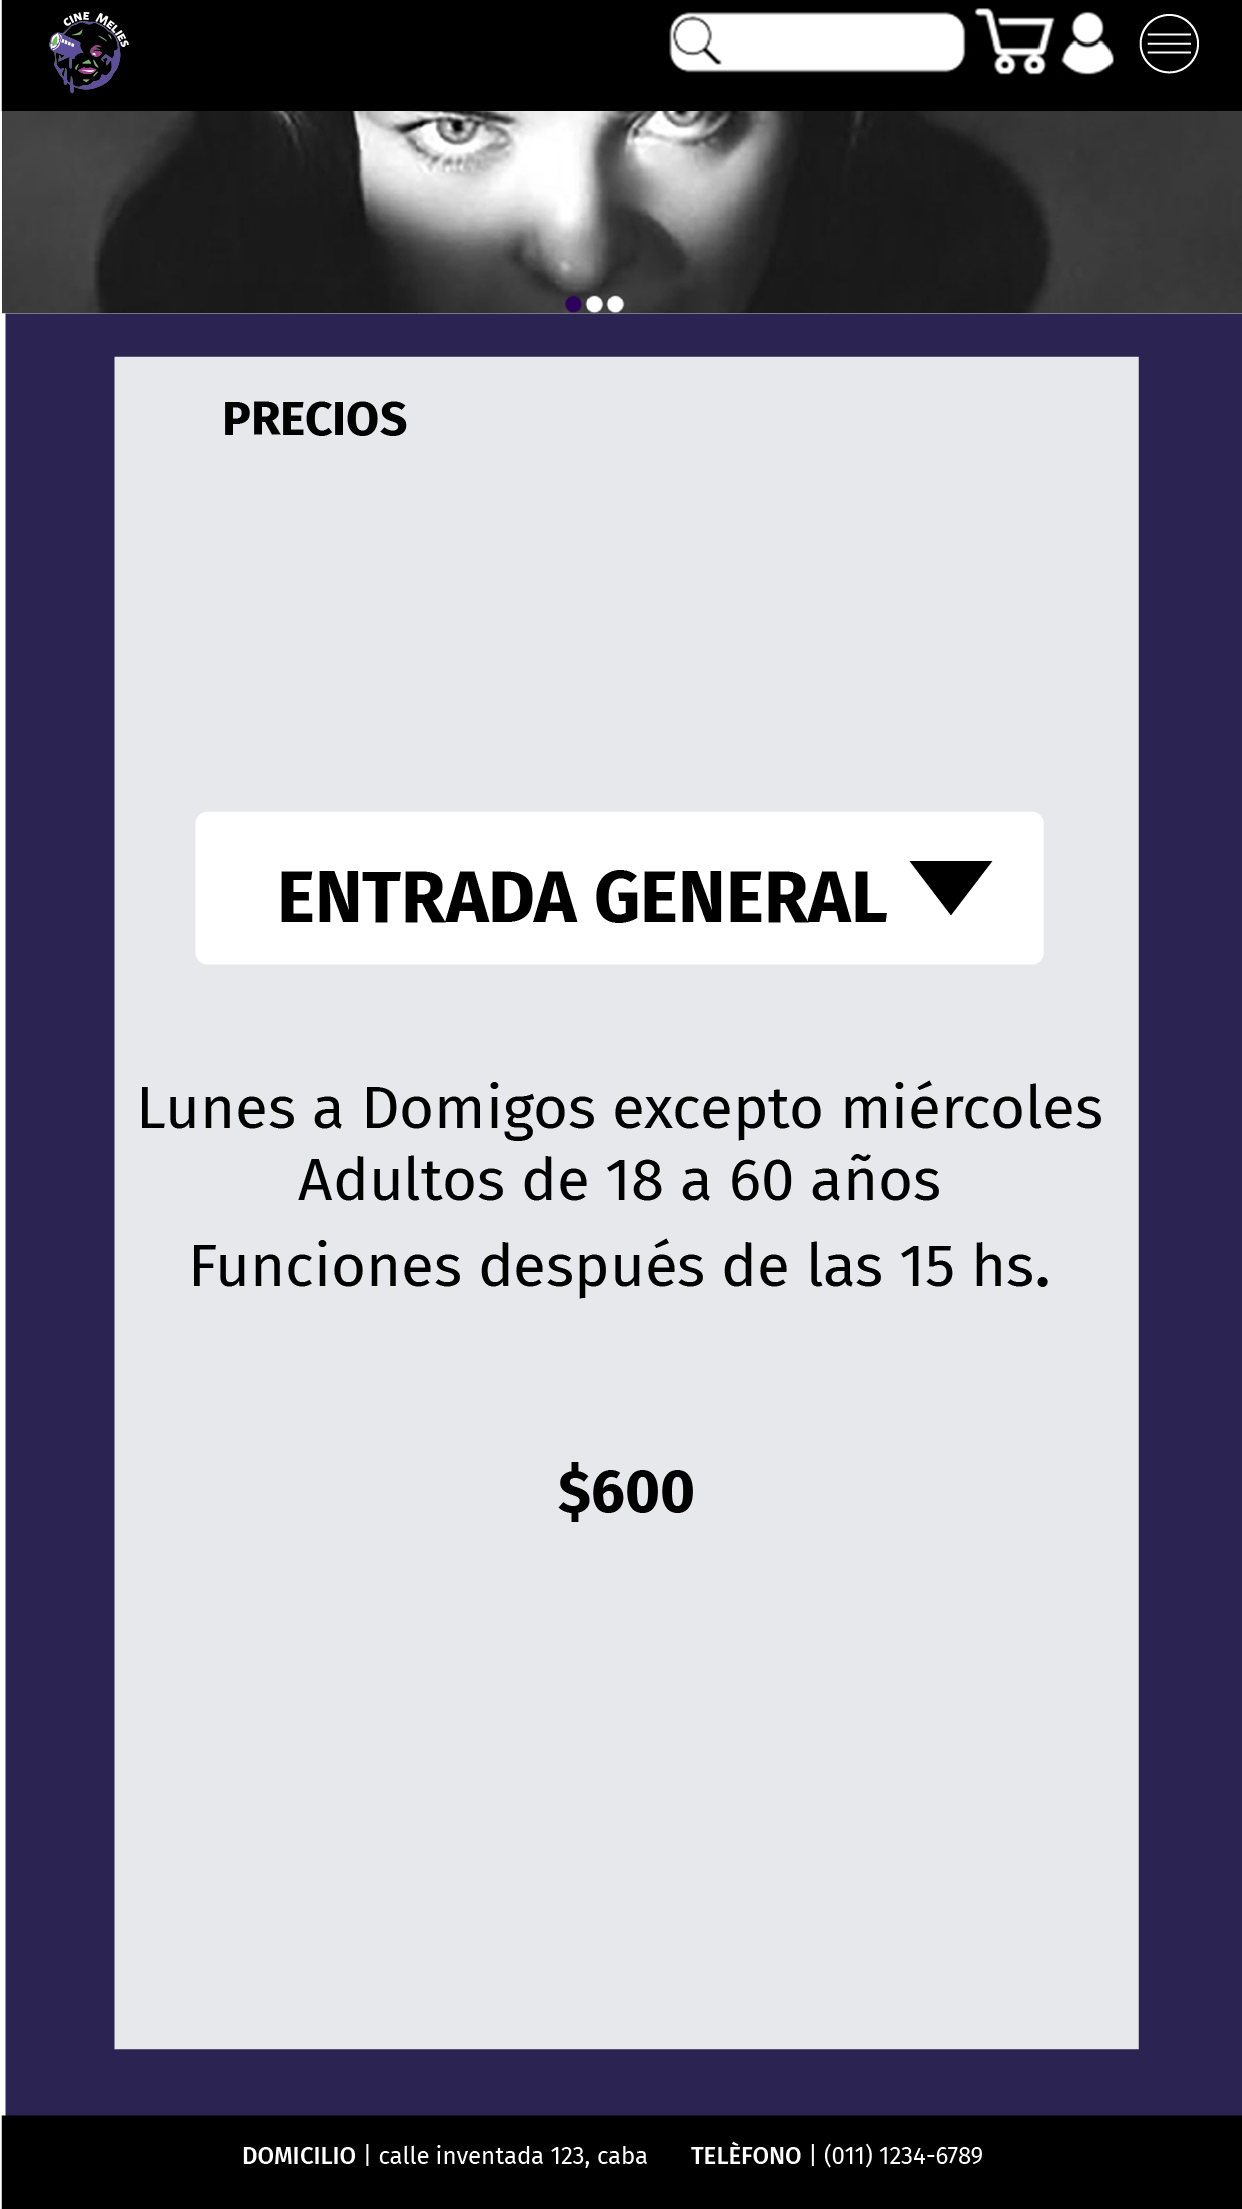 CINE MELIES
PRECIOS
ENTRADA GENERAL
Lunes a Domigos excepto miércoles
Adultos de 18 a 60 años
Funciones después de las 15 hs.
$600
DOMICILIO | calle inventada 123, caba TELÈFONO | (011) 1234-6789